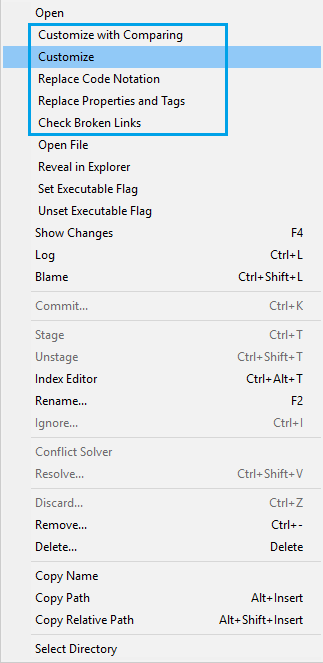 Open
Customize with Comparing
Customize
Replace Code Notation
Replace Properties and Tags
Check Broken Links
Open File
Reveal in Explorer
Set Executable Flag
Unset Executable Flag
Show Changes F4
Log Ctrl+L
Blame Ctrl+Shift+L
Commit... Ctrl+K
Stage Ctrl+T
Unstage Ctrl+Shift+T
Index Editor Ctrl+Alt+T
Rename... F2
Ignore... Ctrl+I
Conflict Solver
Resolve... Ctrl+Shift+V
Discard... Ctrl+Z
Remove... Ctrl+-
Delete... Delete
Copy Name
Copy Path Alt+Insert
Copy Relative Path Alt+Shift+Insert
Select Directory